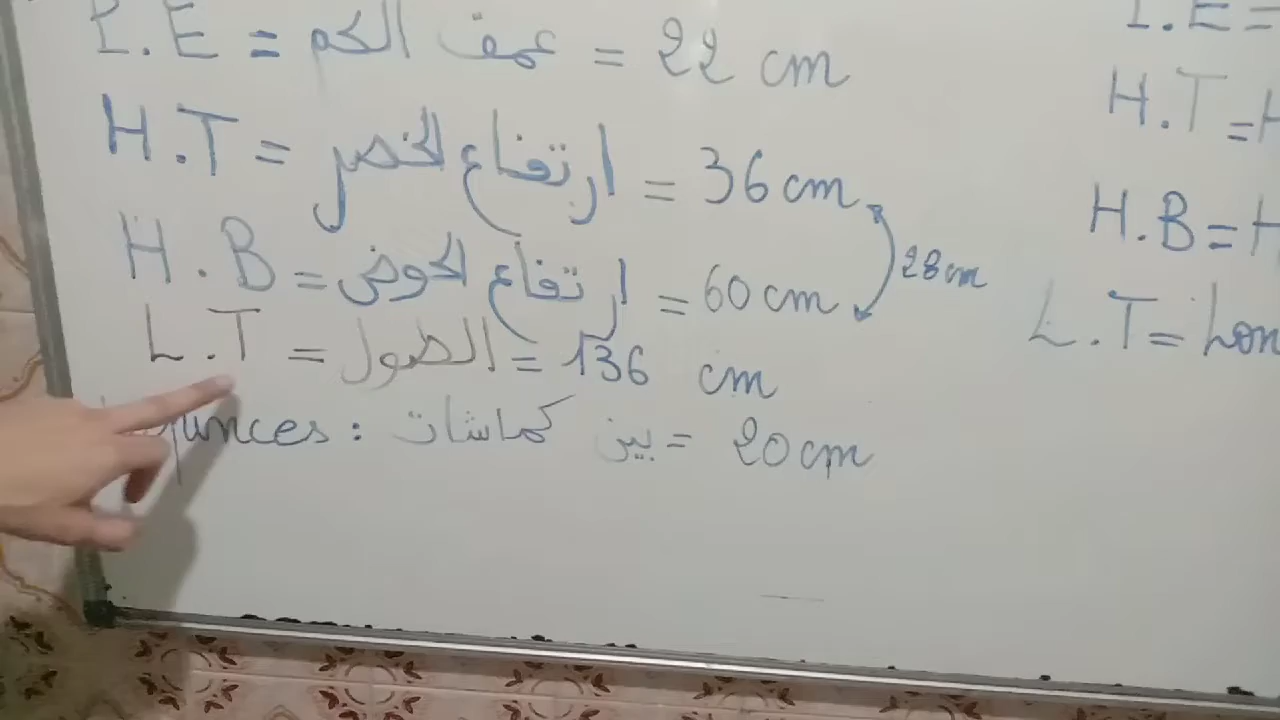 P.E = عمق الكم = 22 cm
H.T = ارتفاع الخصر = 36 cm
28 cm
H.B = ارتفاع الحوض = 60 cm
L.T = الطول = 136 cm
: بين كماشات = 20 cm
.E =
H.T = H
H.B = H
L.T = Lon